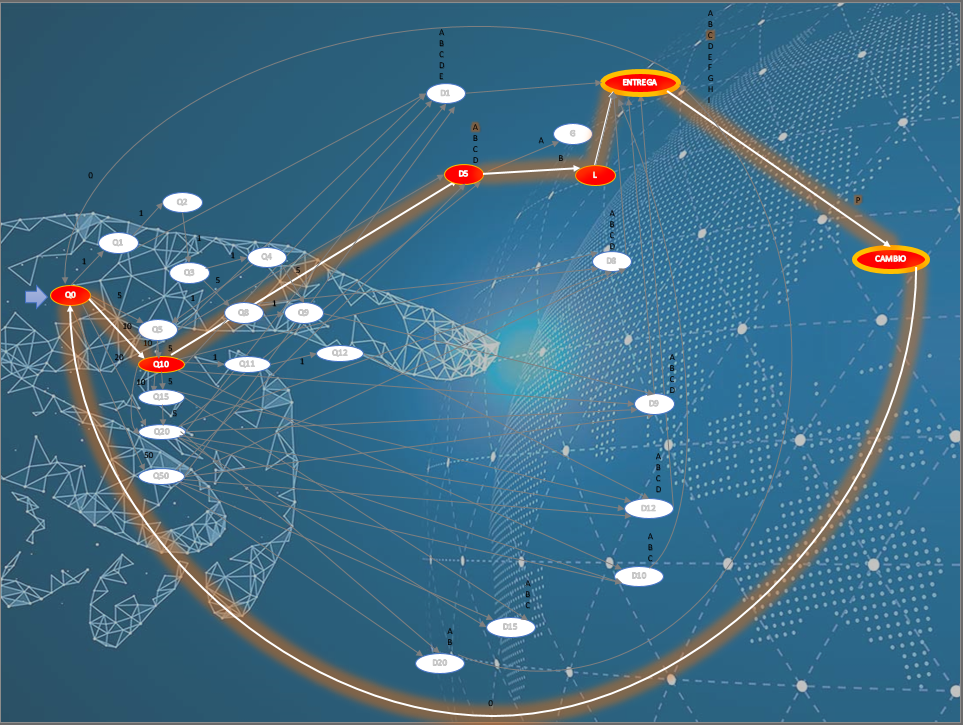 A
B
C
D
E
F
G
H
I
A
B
C
D
E
D1
ENTREGA
A
B
C
D
A
B
D5
L
0
1
Q2
P
A
B
C
D
1
Q1
1
Q4
CAMBIO
D8
1
Q3
5
5
Q0
5
1
1
Q8
Q9
10
Q5
10
5
20
Q10
1
Q11
1
Q12
A
B
C
D
10
5
Q15
D9
5
Q20
50
Q50
A
B
C
D
D12
A
B
C
D10
A
B
C
D15
A
B
D20
0